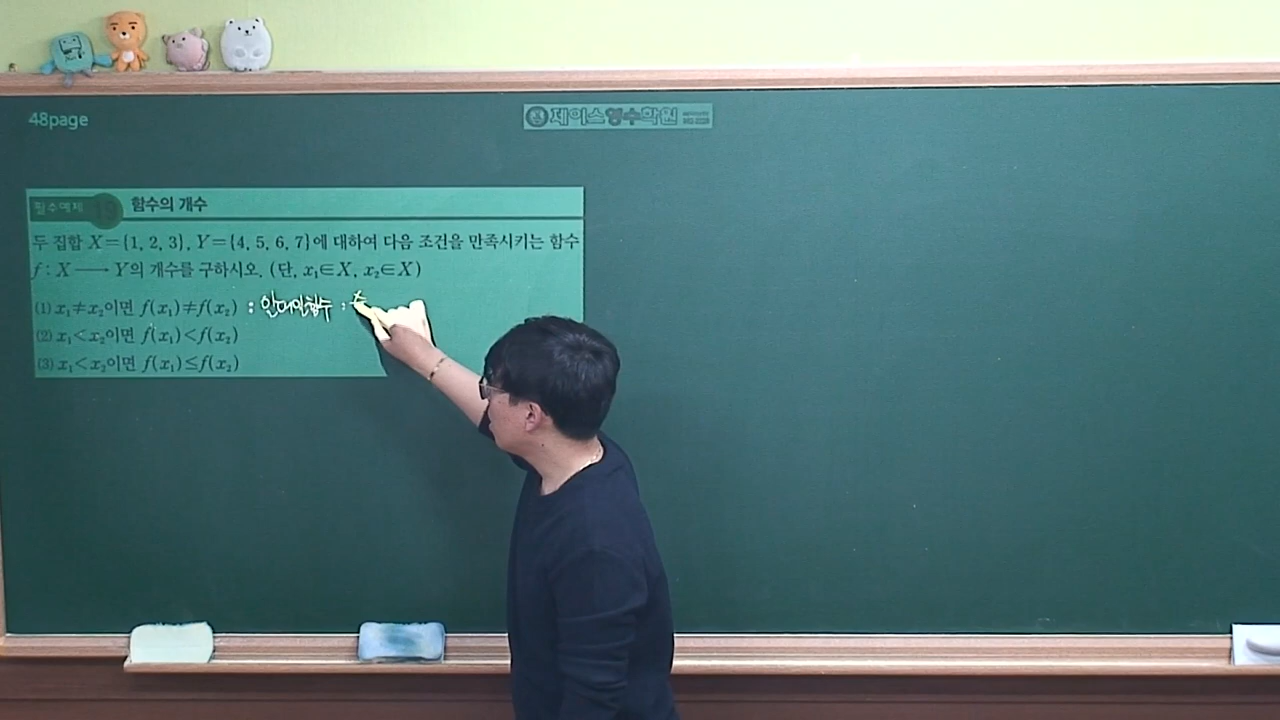 48page
제이스영수학원
필수예제 19 함수의 개수
두 집합 X={1, 2, 3}, Y={4, 5, 6, 7}에 대하여 다음 조건을 만족시키는 함수
f : X ⟶ Y의 개수를 구하시오. (단, x₁∈X, x₂∈X)
(1) x₁≠x₂이면 f(x₁)≠f(x₂) : 일대일함수 :
(2) x₁<x₂이면 f(x₁)<f(x₂)
(3) x₁<x₂이면 f(x₁)≤f(x₂)